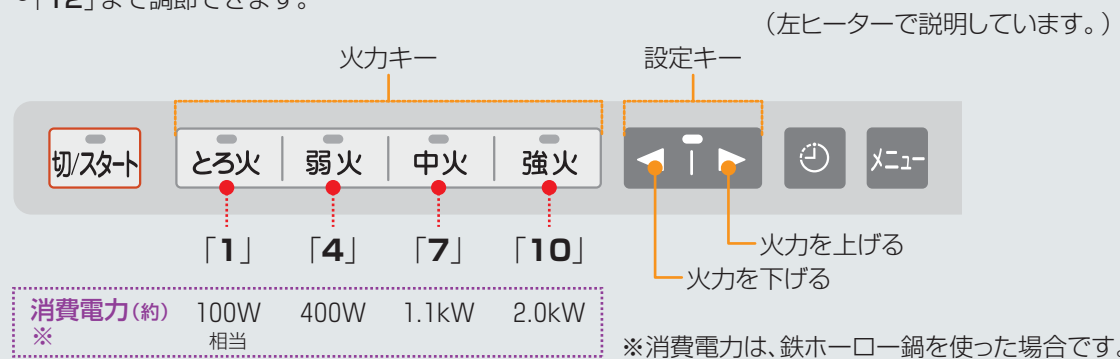 ・「12」まで調節できます。
(左ヒーターで説明しています。)
火力キー 設定キー
切/スタート とろ火 弱火 中火 強火 ◀ ▶ メニュー
「1」 「4」 「7」 「10」
火力を上げる
火力を下げる
消費電力(約) 100W 400W 1.1kW 2.0kW
※ 相当
※消費電力は、鉄ホーロー鍋を使った場合です